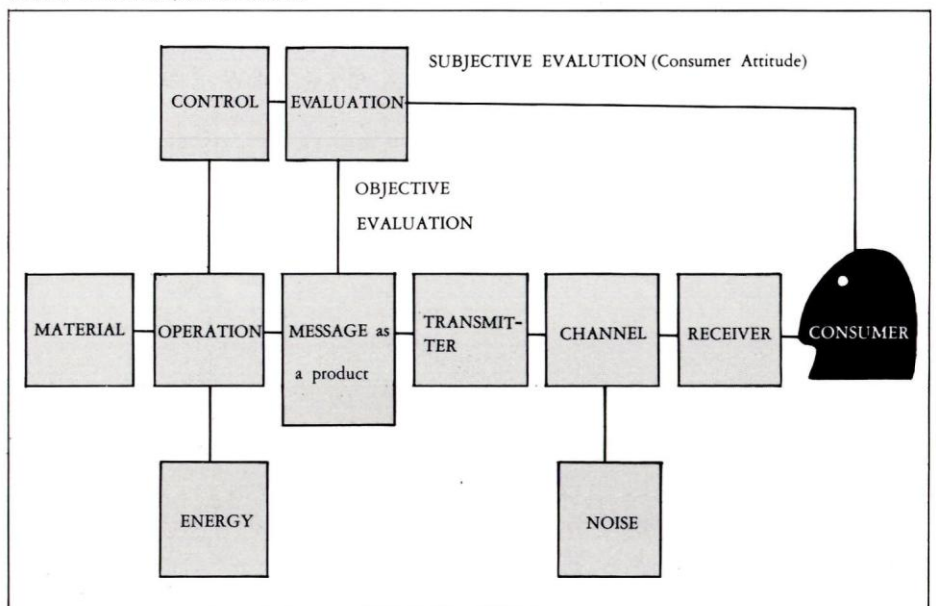 SUBJECTIVE EVALUTION (Consumer Attitude)
CONTROL
EVALUATION
OBJECTIVE
EVALUATION
MATERIAL
OPERATION
MESSAGE as
a product
TRANSMIT-
TER
CHANNEL
RECEIVER
CONSUMER
ENERGY
NOISE